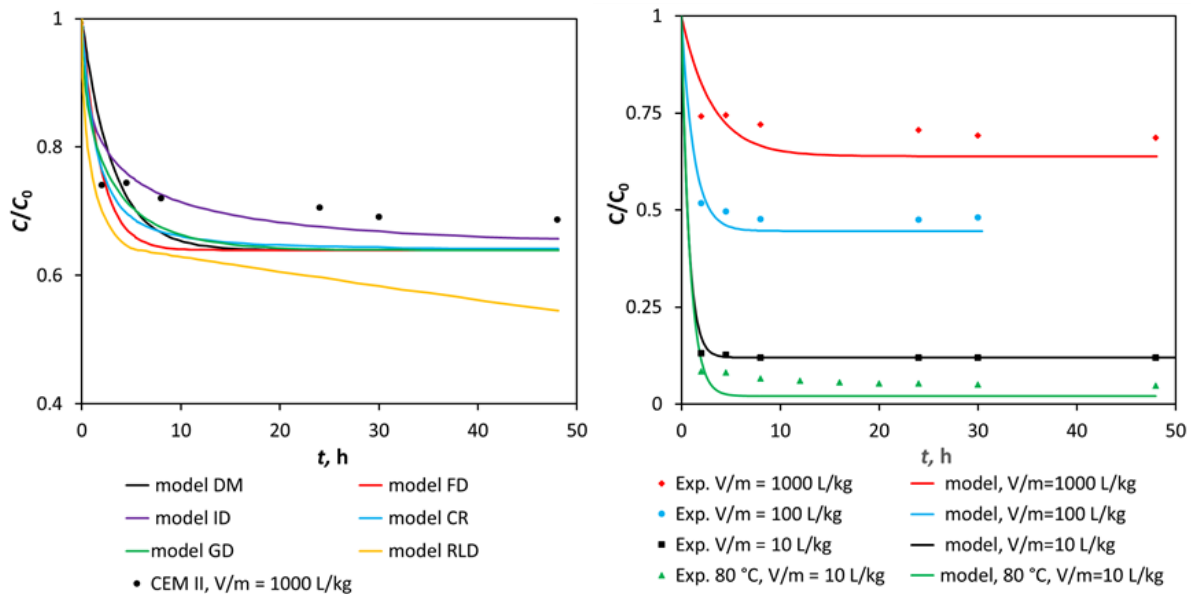 C/C₀
1
0.8
0.6
0.4
0 10 20 30 40 50
t, h
model DM
model FD
model ID
model CR
model GD
model RLD
CEM II, V/m = 1000 L/kg
C/C₀
1
0.75
0.5
0.25
0
0 10 20 30 40 50
t, h
Exp. V/m = 1000 L/kg
model, V/m=1000 L/kg
Exp. V/m = 100 L/kg
model, V/m=100 L/kg
Exp. V/m = 10 L/kg
model, V/m=10 L/kg
Exp. 80 °C, V/m = 10 L/kg
model, 80 °C, V/m=10 L/kg